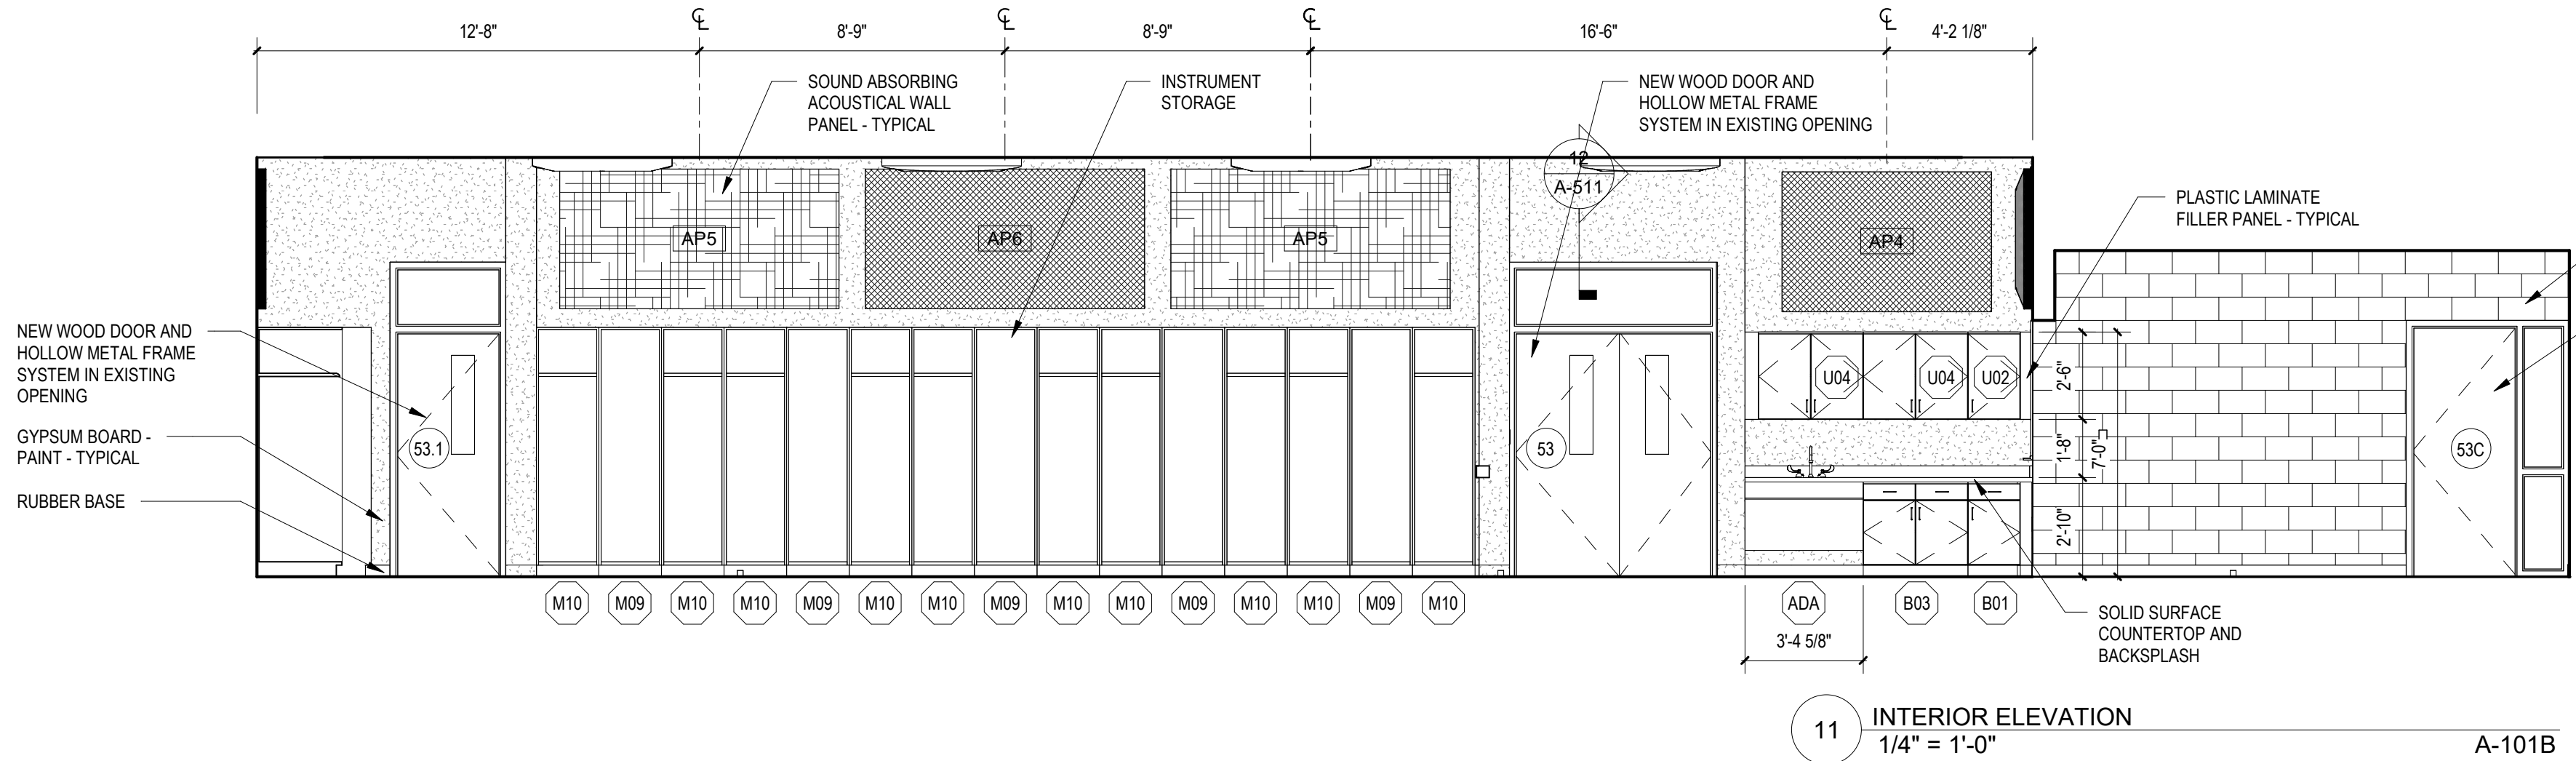 12'-8"
8'-9"
8'-9"
16'-6"
4'-2 1/8"
SOUND ABSORBING
ACOUSTICAL WALL
PANEL - TYPICAL
INSTRUMENT
STORAGE
NEW WOOD DOOR AND
HOLLOW METAL FRAME
SYSTEM IN EXISTING OPENING
12
A-511
PLASTIC LAMINATE
FILLER PANEL - TYPICAL
AP5
AP6
AP5
AP4
NEW WOOD DOOR AND
HOLLOW METAL FRAME
SYSTEM IN EXISTING
OPENING
GYPSUM BOARD -
PAINT - TYPICAL
RUBBER BASE
53.1
53
U04
U04
U02
2'-6"
1'-8"
7'-0"
2'-10"
53C
M10
M09
M10
M10
M09
M10
M10
M09
M10
M10
M09
M10
M10
M09
M10
ADA
B03
B01
3'-4 5/8"
SOLID SURFACE
COUNTERTOP AND
BACKSPLASH
11
INTERIOR ELEVATION
1/4" = 1'-0"
A-101B